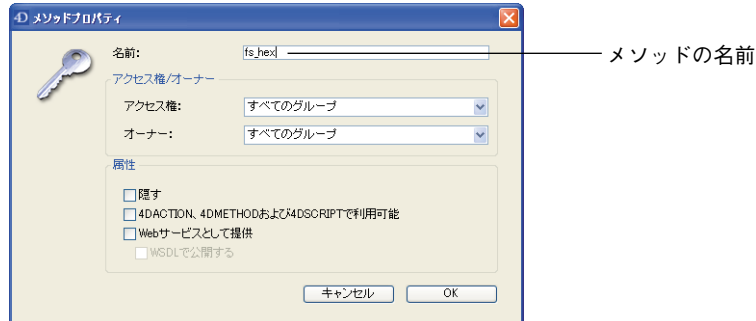 4D メソッドプロパティ
名前: fs_hex メソッドの名前
アクセス権/オーナー
アクセス権: すべてのグループ
オーナー: すべてのグループ
属性
隠す
4DACTION、4DMETHODおよび4DSCRIPTで利用可能
Webサービスとして提供
WSDLで公開する
キャンセル OK